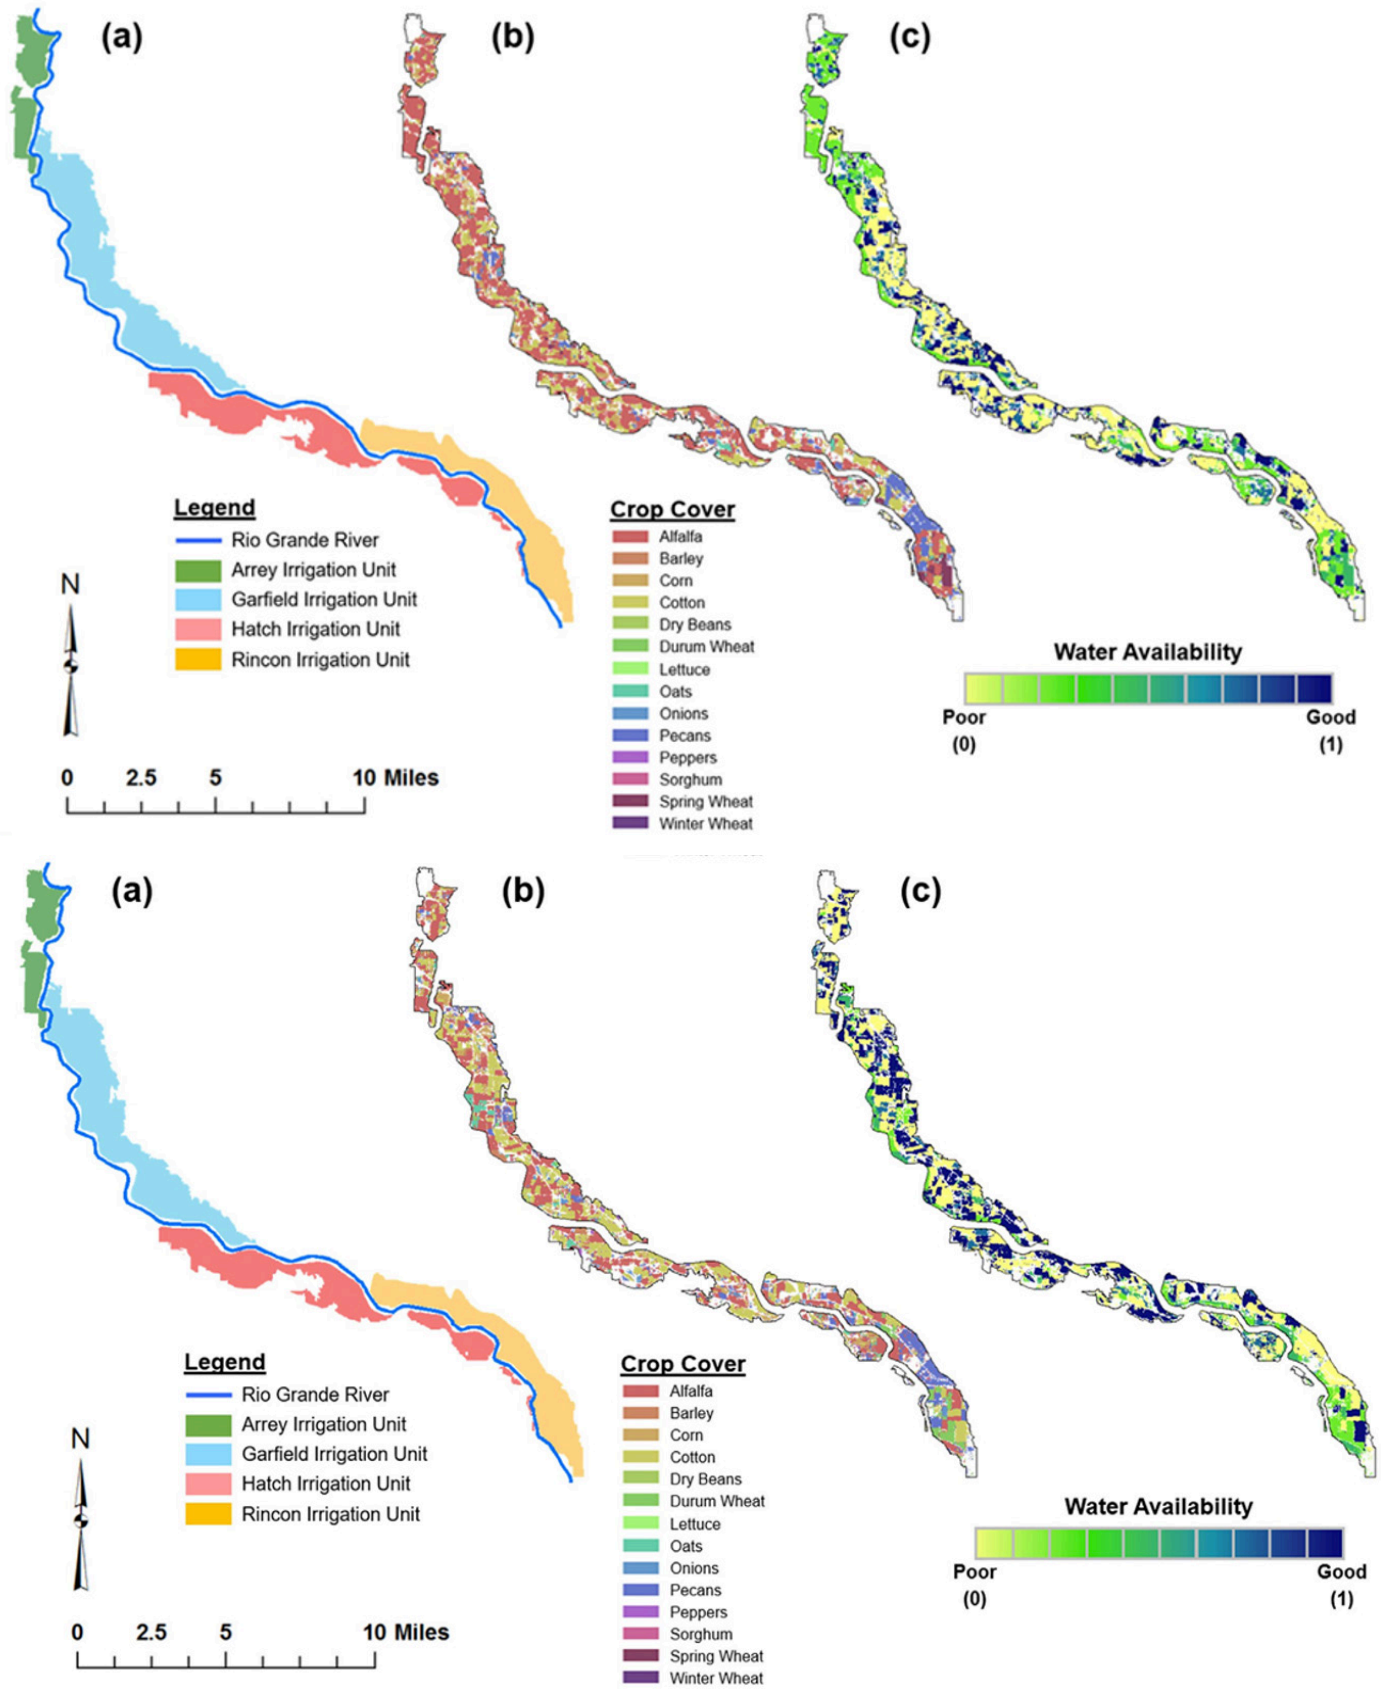 (a)
(b)
(c)
Legend
Rio Grande River
Arrey Irrigation Unit
Garfield Irrigation Unit
Hatch Irrigation Unit
Rincon Irrigation Unit
N
0 2.5 5 10 Miles
Crop Cover
Alfalfa
Barley
Corn
Cotton
Dry Beans
Durum Wheat
Lettuce
Oats
Onions
Pecans
Peppers
Sorghum
Spring Wheat
Winter Wheat
Water Availability
Poor Good
(0) (1)
(a)
(b)
(c)
Legend
Rio Grande River
Arrey Irrigation Unit
Garfield Irrigation Unit
Hatch Irrigation Unit
Rincon Irrigation Unit
N
0 2.5 5 10 Miles
Crop Cover
Alfalfa
Barley
Corn
Cotton
Dry Beans
Durum Wheat
Lettuce
Oats
Onions
Pecans
Peppers
Sorghum
Spring Wheat
Winter Wheat
Water Availability
Poor Good
(0) (1)